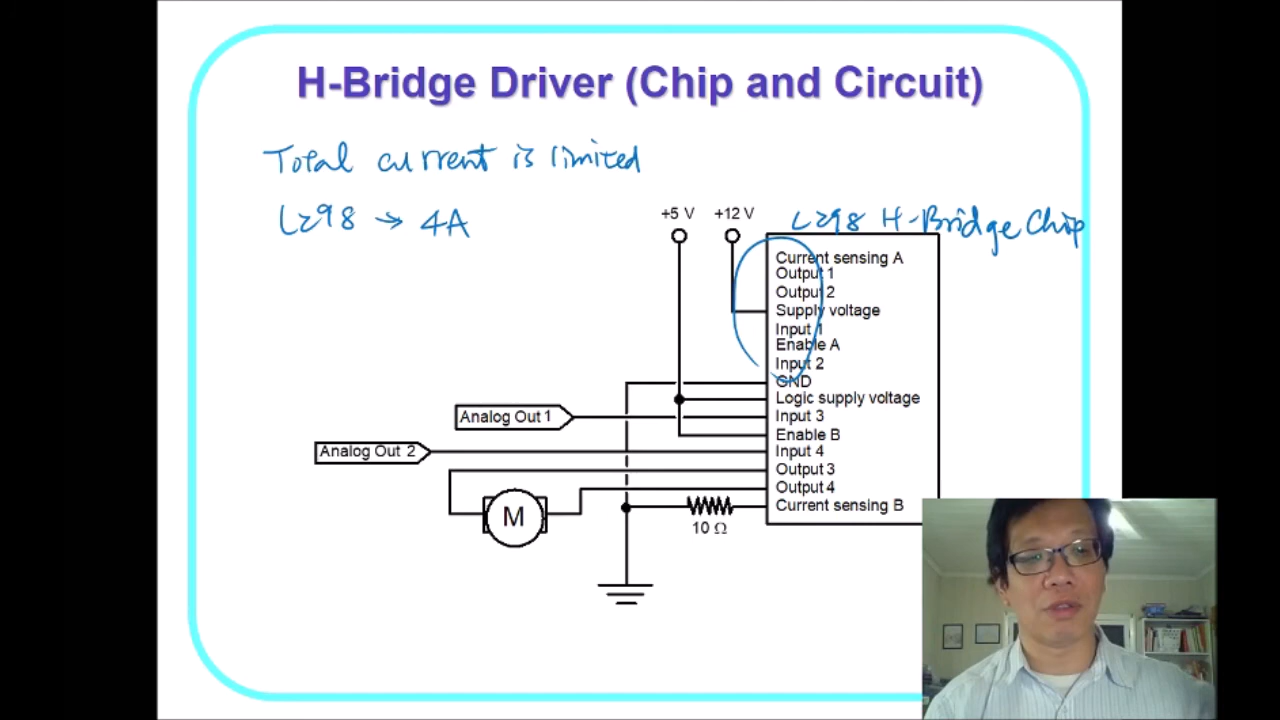 H-Bridge Driver (Chip and Circuit)
Total current is limited
L298 → 4A
+5 V
+12 V
L298 H-Bridge Chip
Current sensing A
Output 1
Output 2
Supply voltage
Input 1
Enable A
Input 2
GND
Logic supply voltage
Analog Out 1
Input 3
Enable B
Analog Out 2
Input 4
Output 3
Output 4
Current sensing B
M
10 Ω